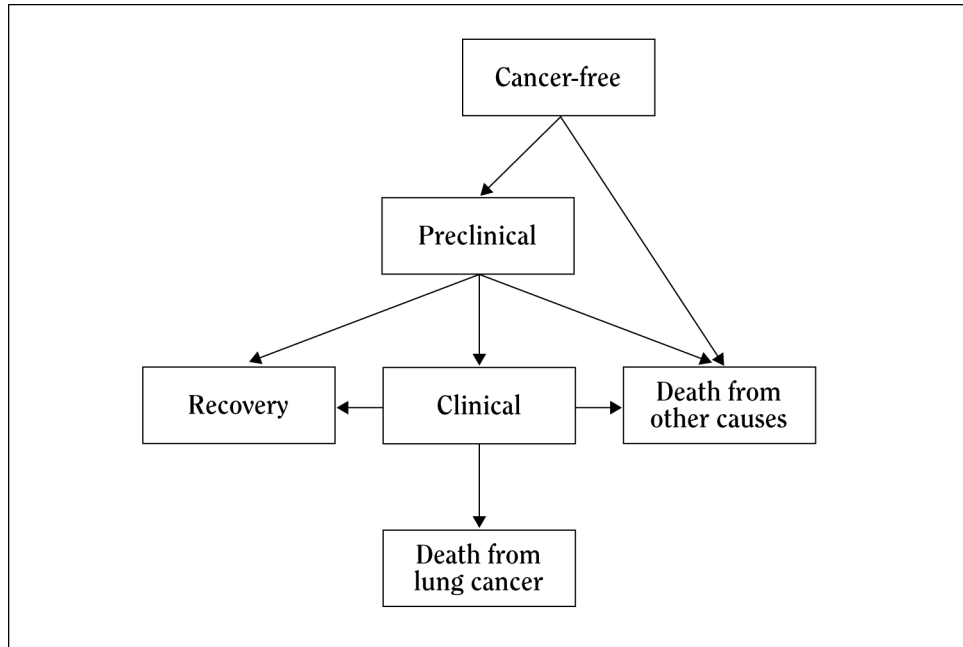 Cancer-free
Preclinical
Recovery
Clinical
Death from
other causes
Death from
lung cancer